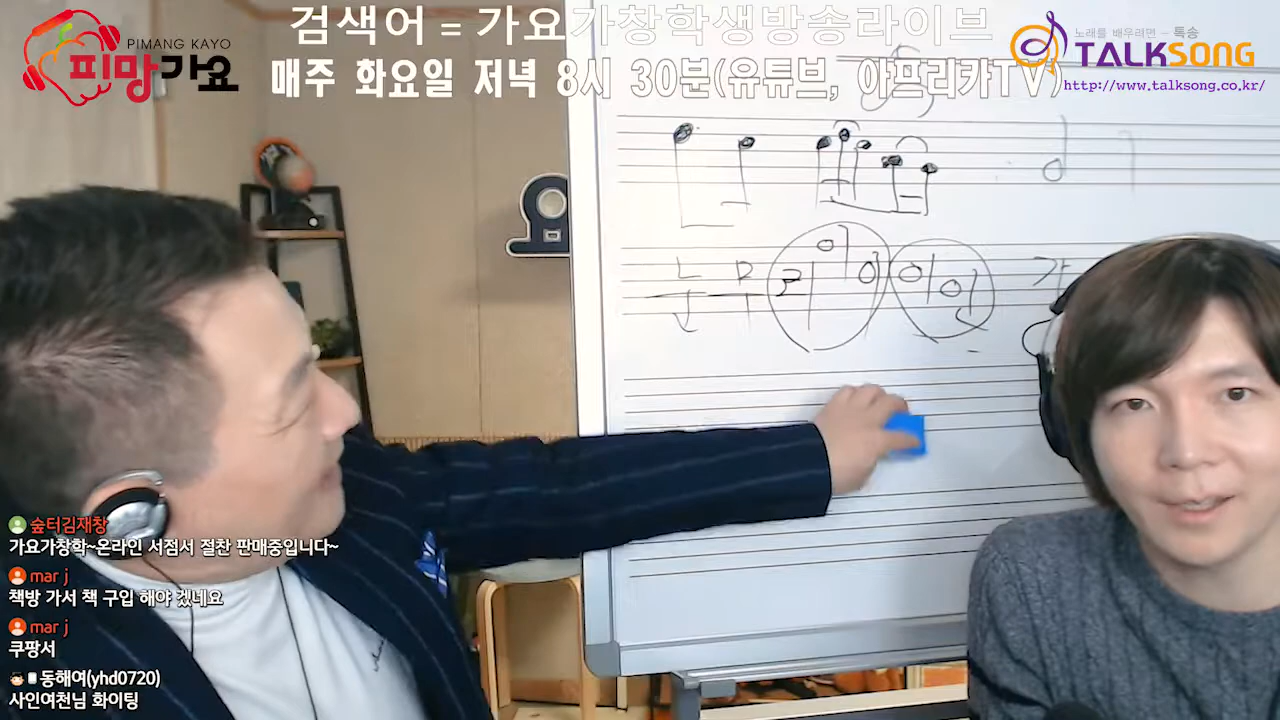 검색어 = 가요가창학생방송라이브
매주 화요일 저녁 8시 30분(유튜브, 아프리카TV)
PIMANG KAYO
피망가요
노래를 배우려면 – 톡송
TALKSONG
http://www.talksong.co.kr/
눈 무 리 이 이 이 인 가
숲터김재창
가요가창학~온라인 서점서 절찬 판매중입니다~
mar j
책방 가서 책 구입 해야 겠네요
mar j
쿠팡서
동해여(yhd0720)
사인여천님 화이팅